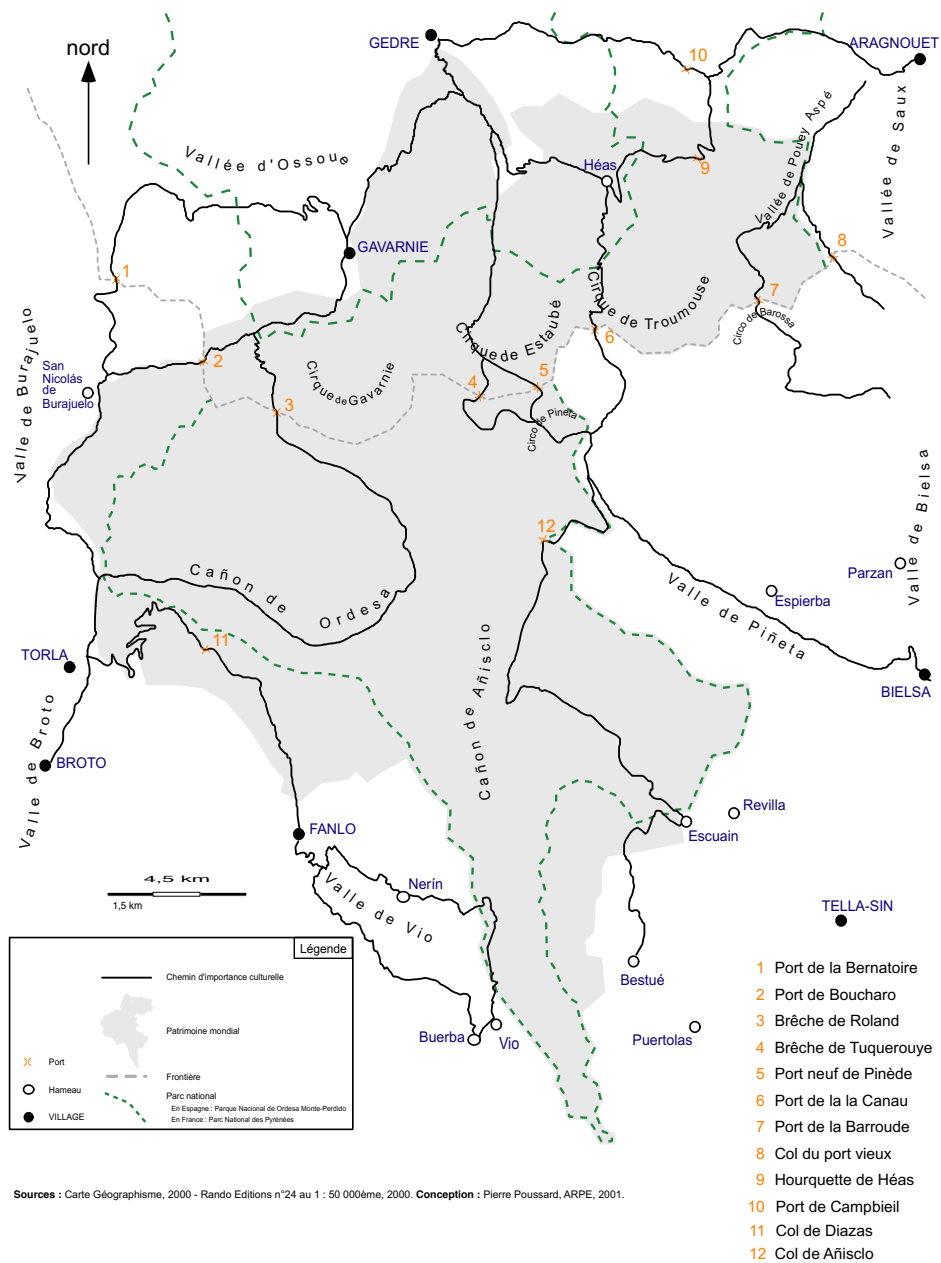 nord
GEDRE
10
ARAGNOUET
Vallée d'Ossoue
Héas
9
Vallée de Pouey Aspé
Vallée de Saux
GAVARNIE
8
1
7
Cirque de Troumouse
Circo de Barossa
Cirque de Estaubé
6
Valle de Burajuelo
San
Nicolás
de
Burajuelo
2
Cirque de Gavarnie
4
5
3
Circo de Pineta
12
Valle de Bielsa
Parzan
Cañon de Ordesa
Espierba
Valle de Piñeta
11
TORLA
BIELSA
Cañon de Añisclo
Valle de Broto
BROTO
Revilla
FANLO
Escuain
4,5 km
1,5 km
Nerín
Valle de Vio
TELLA-SIN
Légende
Chemin d'importance culturelle
Patrimoine mondial
Port
Frontière
Hameau
Parc national
En Espagne : Parque Nacional de Ordesa Monte-Perdido
VILLAGE
En France : Parc National des Pyrénées
Bestué
Buerba
Vio
Puertolas
1 Port de la Bernatoire
2 Port de Boucharo
3 Brêche de Roland
4 Brêche de Tuquerouye
5 Port neuf de Pinède
6 Port de la la Canau
7 Port de la Barroude
8 Col du port vieux
9 Hourquette de Héas
10 Port de Campbieil
11 Col de Diazas
12 Col de Añisclo
Sources : Carte Géographisme, 2000 - Rando Editions n°24 au 1 : 50 000ème, 2000. Conception : Pierre Poussard, ARPE, 2001.